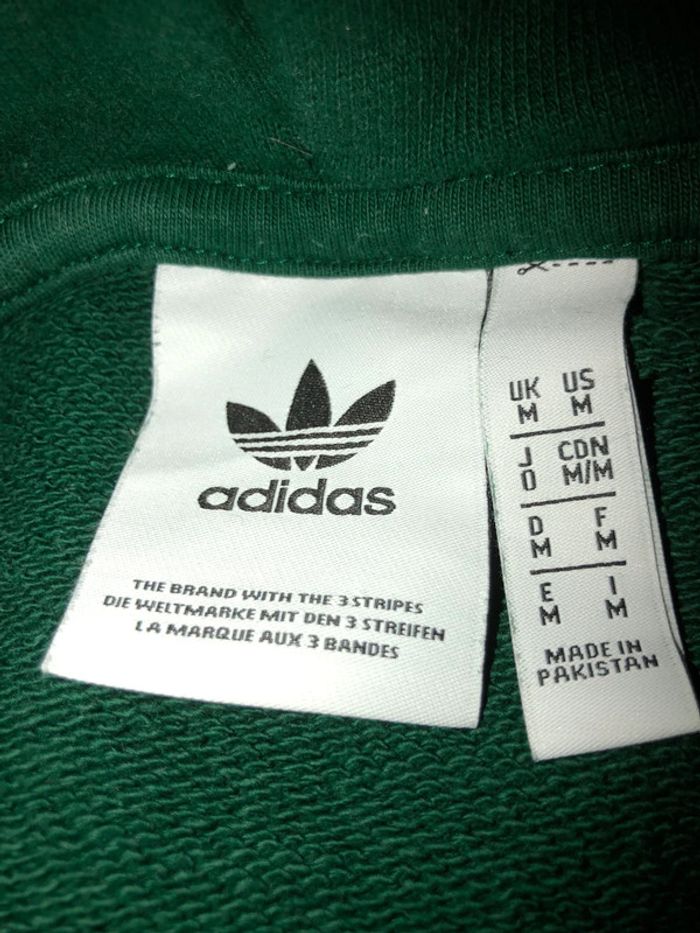 adidas
THE BRAND WITH THE 3 STRIPES
DIE WELTMARKE MIT DEN 3 STREIFEN
LA MARQUE AUX 3 BANDES
UK US
M M
J CDN
O M/M
D F
M M
E I
M M
MADE IN
PAKISTAN